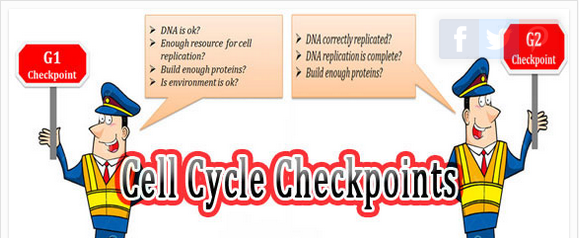 G1
Checkpoint
➢ DNA is ok?
➢ Enough resource for cell
replication?
➢ Build enough proteins?
➢ Is environment is ok?
➢ DNA correctly replicated?
➢ DNA replication is complete?
➢ Build enough proteins?
G2
Checkpoint
Cell Cycle Checkpoints